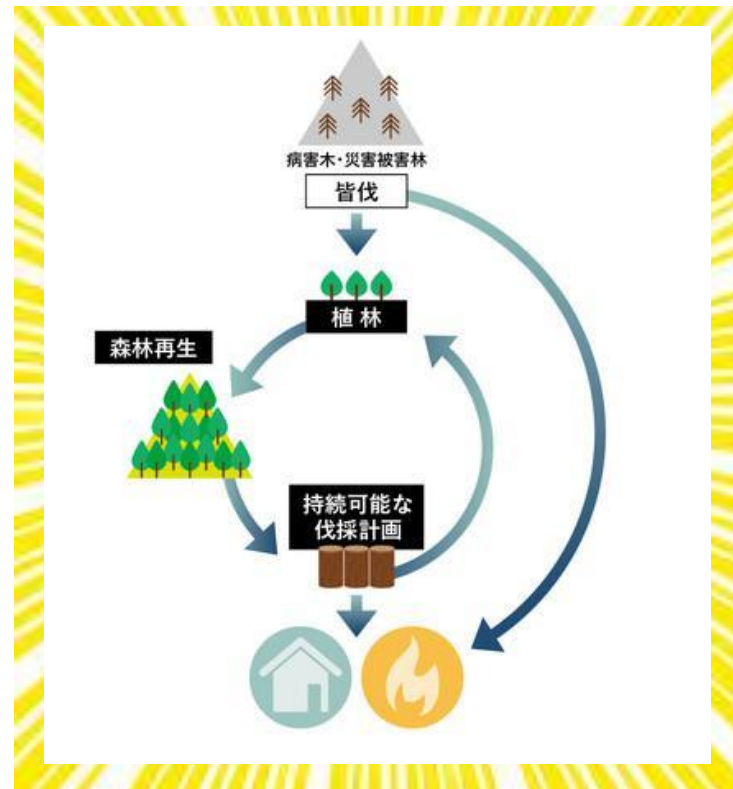 病害木・災害被害林
皆伐
植林
森林再生
持続可能な
伐採計画